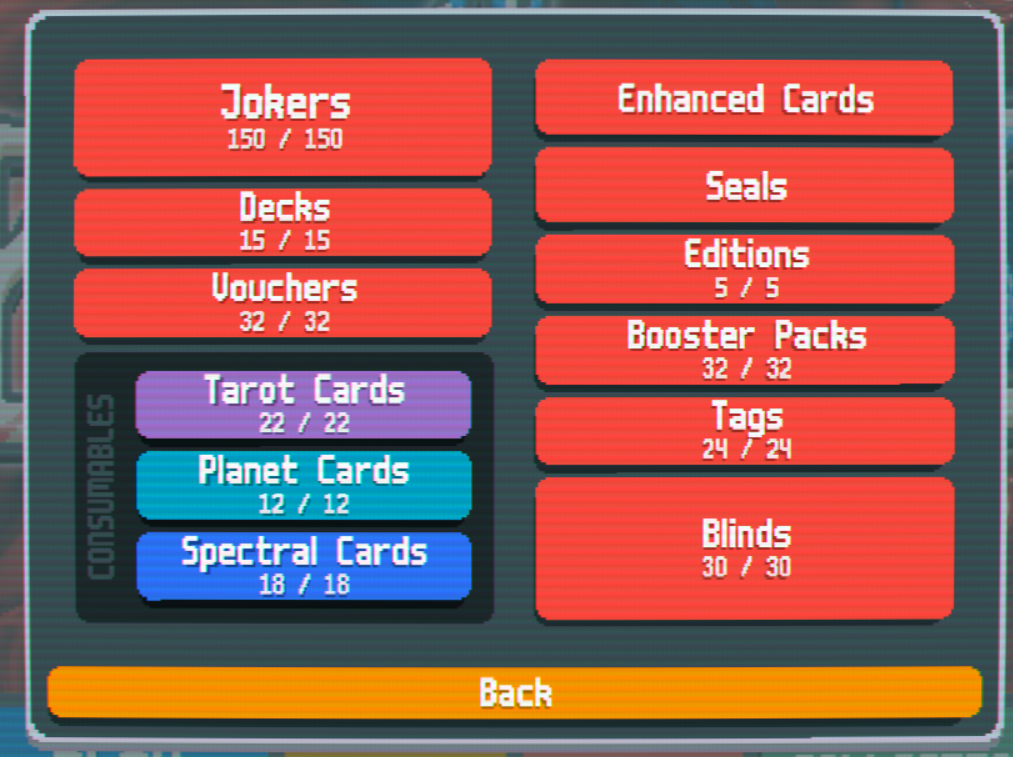 Jokers
150 / 150
Decks
15 / 15
Vouchers
32 / 32
CONSUMABLES
Tarot Cards
22 / 22
Planet Cards
12 / 12
Spectral Cards
18 / 18
Enhanced Cards
Seals
Editions
5 / 5
Booster Packs
32 / 32
Tags
24 / 24
Blinds
30 / 30
Back